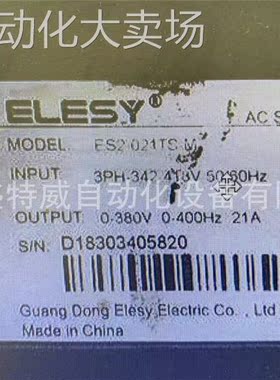 动化大卖场
ELESY®
AC S
MODEL. ES2-021TS-M
INPUT 3PH-342-418V 50/60Hz
特威自动化设备有限
OUTPUT 0-380V 0-400Hz 21A
S/N: D18303405820
Guang Dong Elesy Electric Co. , Ltd
Made in China